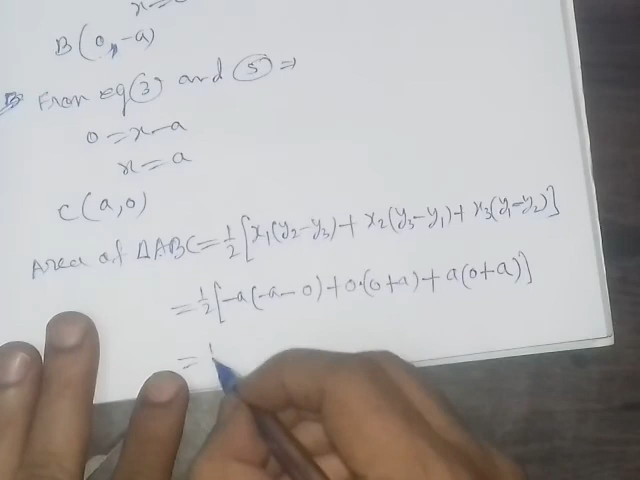 B(0,-a)
From eq (3) and (5) ⇒
0=x-a
x=a
C(a,0)
Area of ΔABC=1/2[x₁(y₂-y₃)+x₂(y₃-y₁)+x₃(y₁-y₂)]
=1/2[-a(-a-0)+0·(0+a)+a(0+a)]
=1